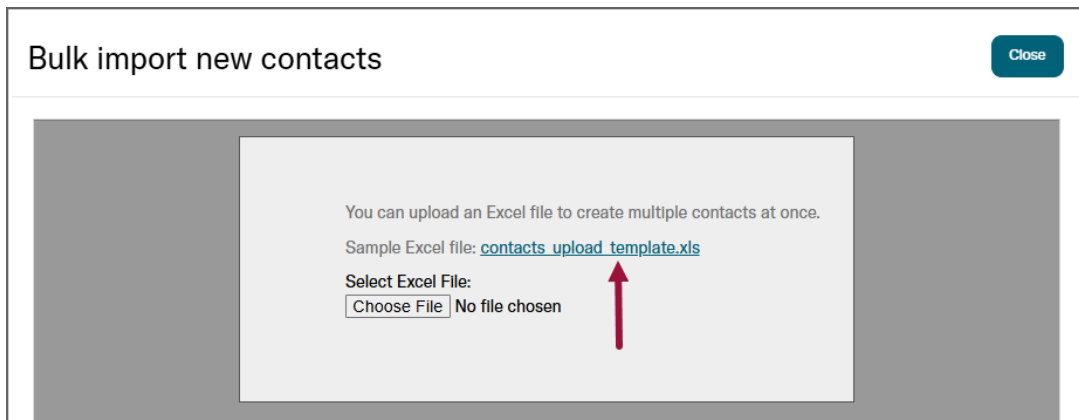 Bulk import new contacts
Close
You can upload an Excel file to create multiple contacts at once.
Sample Excel file: contacts_upload_template.xls
Select Excel File:
Choose File No file chosen